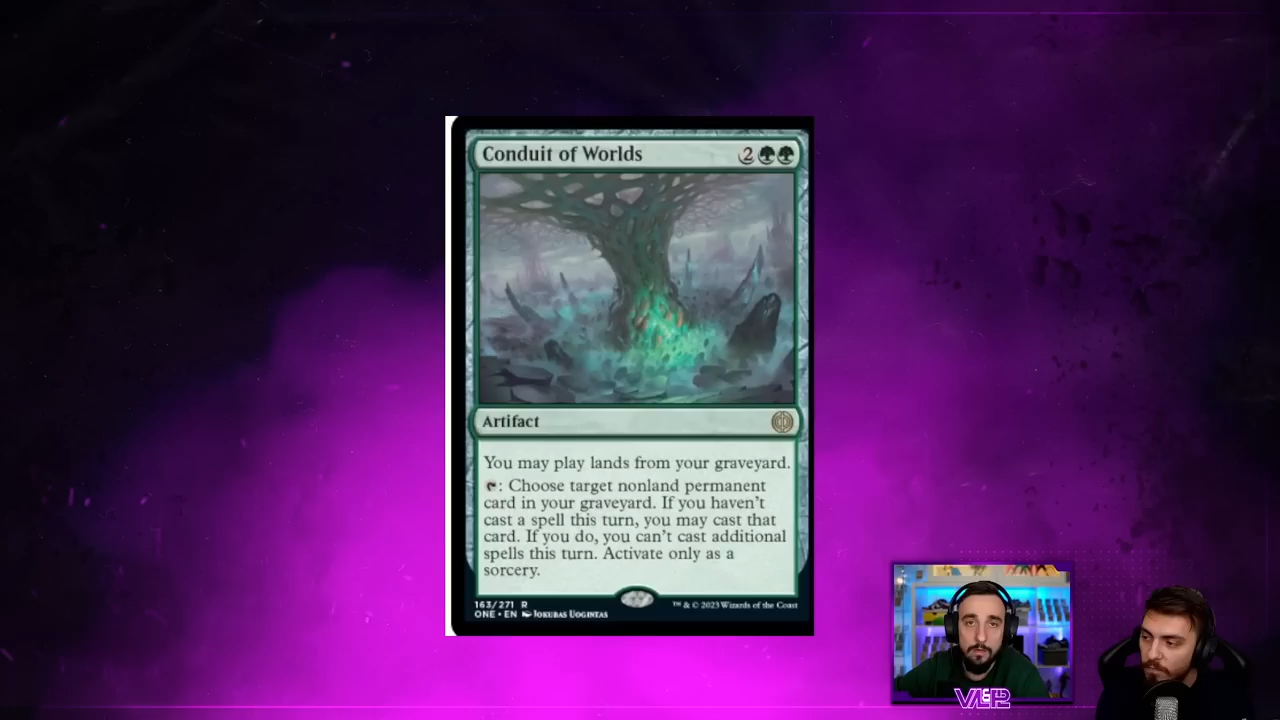 Conduit of Worlds 2
Artifact
You may play lands from your graveyard.
: Choose target nonland permanent
card in your graveyard. If you haven't
cast a spell this turn, you may cast that
card. If you do, you can't cast additional
spells this turn. Activate only as a
sorcery.
163/271 R
ONE • EN JOKUBAS UOGINTAS
™ & © 2023 Wizards of the Coast